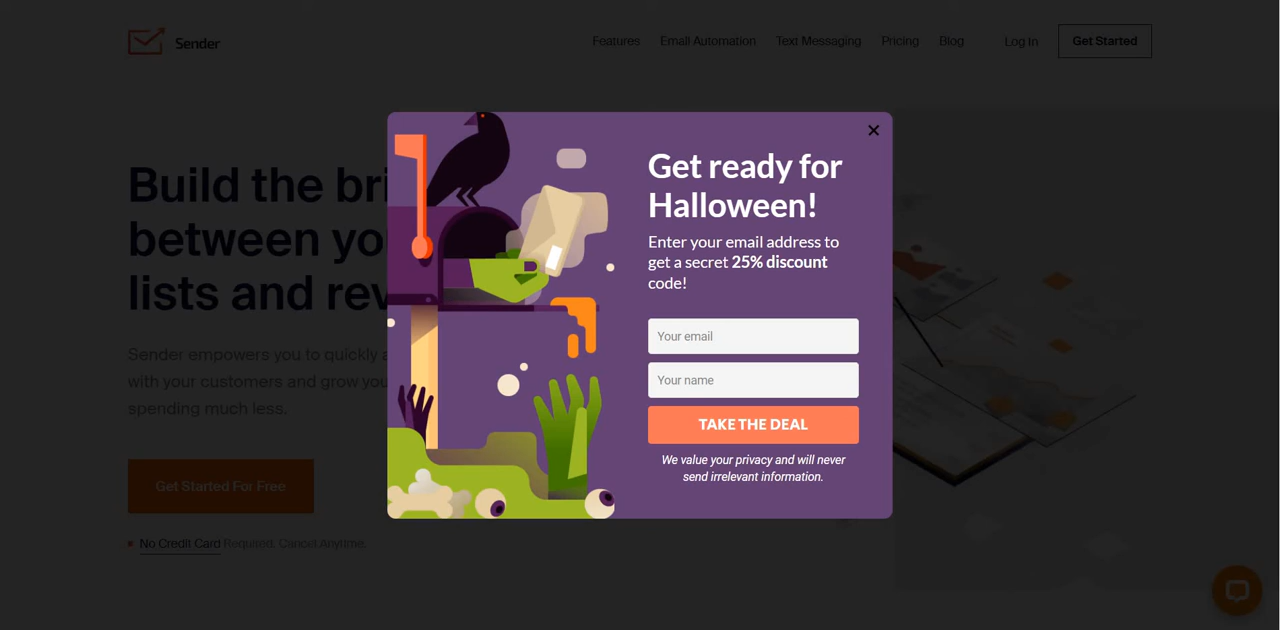 Sender
Features Email Automation Text Messaging Pricing Blog Log In Get Started
Build the bri
between yo
lists and rev
Sender empowers you to quickly a
with your customers and grow you
spending much less.
Get Started For Free
No Credit Card Required. Cancel Anytime.
Get ready for
Halloween!
Enter your email address to
get a secret 25% discount
code!
Your email
Your name
TAKE THE DEAL
We value your privacy and will never
send irrelevant information.